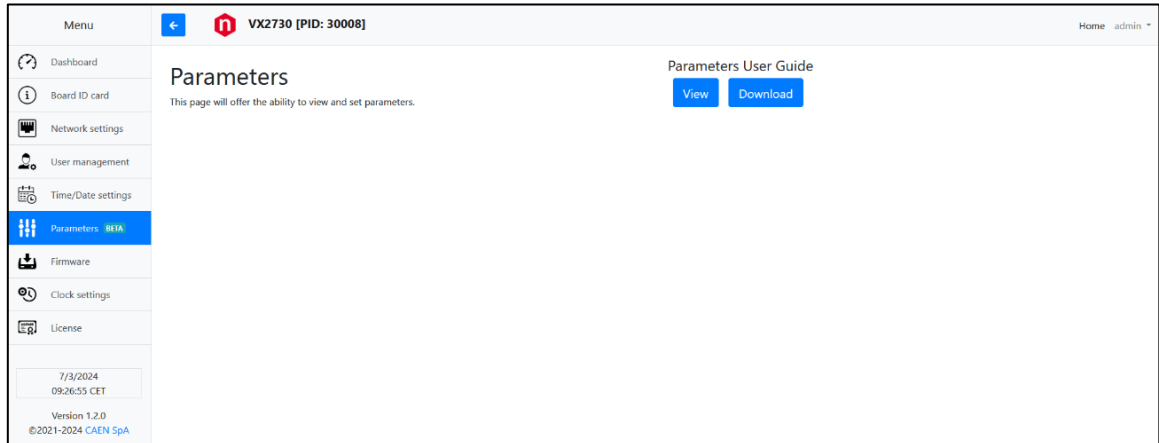 Menu
VX2730 [PID: 30008]
Home admin
Dashboard
Board ID card
Network settings
User management
Time/Date settings
Parameters BETA
Firmware
Clock settings
License
7/3/2024
09:26:55 CET
Version 1.2.0
©2021-2024 CAEN SpA
Parameters
This page will offer the ability to view and set parameters.
Parameters User Guide
View Download